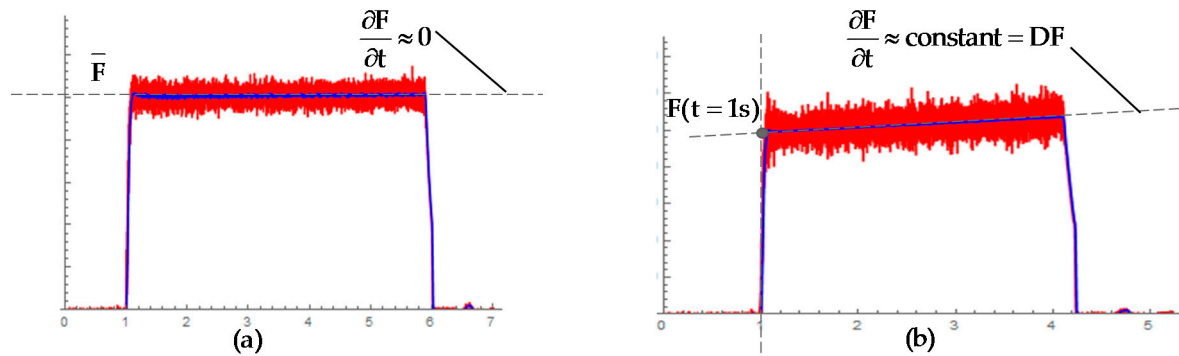 ∂F/∂t ≈ 0
F̅
0 1 2 3 4 5 6 7
(a)
∂F/∂t ≈ constant = DF
F(t = 1s)
0 1 2 3 4 5
(b)